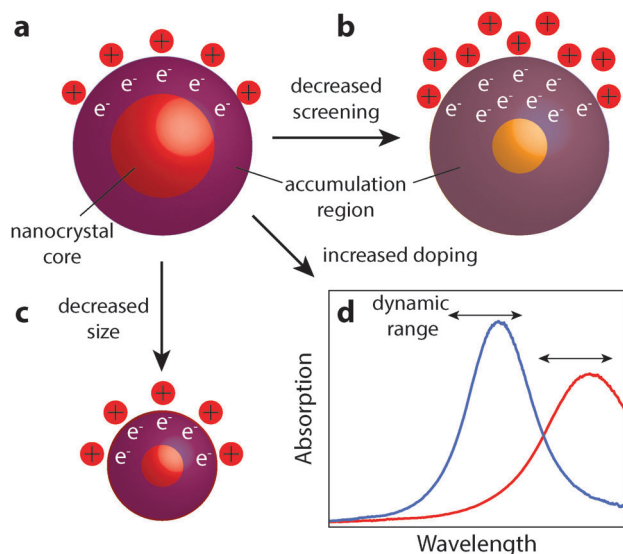 a
b
+ + + + +
+ + + + + + + + +
e⁻ e⁻ e⁻ e⁻ e⁻
decreased
screening
e⁻ e⁻ e⁻ e⁻ e⁻ e⁻ e⁻ e⁻ e⁻
nanocrystal
core
accumulation
region
increased doping
c
decreased
size
+ + + + +
e⁻ e⁻ e⁻ e⁻ e⁻
d
dynamic
range
Absorption
Wavelength